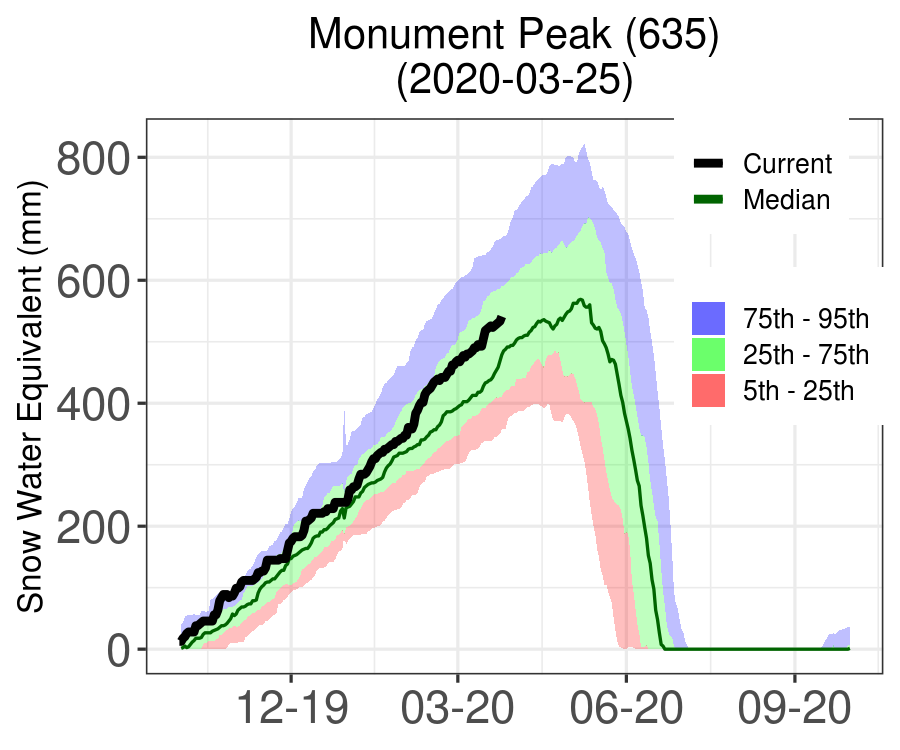 Monument Peak (635)
(2020-03-25)
Snow Water Equivalent (mm)
800
600
400
200
0
12-19
03-20
06-20
09-20
Current
Median
75th - 95th
25th - 75th
5th - 25th